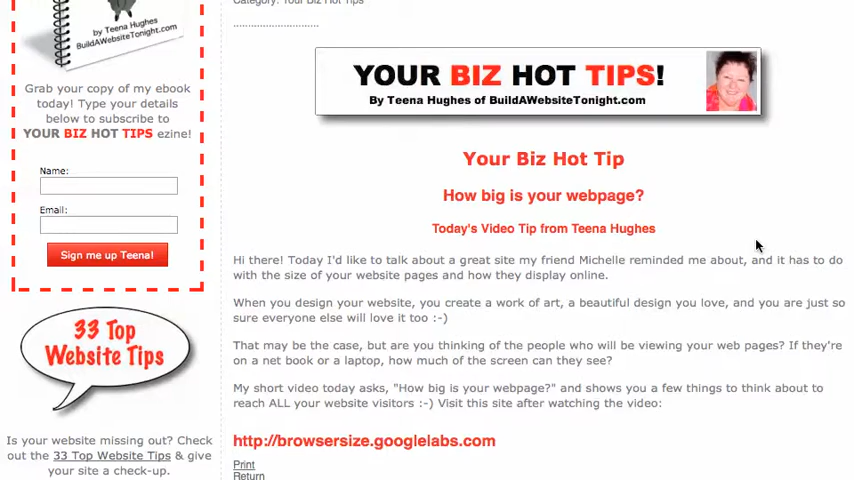 by Teena Hughes
BuildAWebsiteTonight.com
Grab your copy of my ebook
today! Type your details
below to subscribe to
YOUR BIZ HOT TIPS ezine!
Name:
Email:
Sign me up Teena!
33 Top
Website Tips
Is your website missing out? Check
out the 33 Top Website Tips & give
your site a check-up.
Category: Your Biz Hot Tips
YOUR BIZ HOT TIPS!
By Teena Hughes of BuildAWebsiteTonight.com
Your Biz Hot Tip
How big is your webpage?
Today's Video Tip from Teena Hughes
Hi there! Today I'd like to talk about a great site my friend Michelle reminded me about, and it has to do
with the size of your website pages and how they display online.
When you design your website, you create a work of art, a beautiful design you love, and you are just so
sure everyone else will love it too :-)
That may be the case, but are you thinking of the people who will be viewing your web pages? If they're
on a net book or a laptop, how much of the screen can they see?
My short video today asks, "How big is your webpage?" and shows you a few things to think about to
reach ALL your website visitors :-) Visit this site after watching the video:
http://browsersize.googlelabs.com
Print
Return